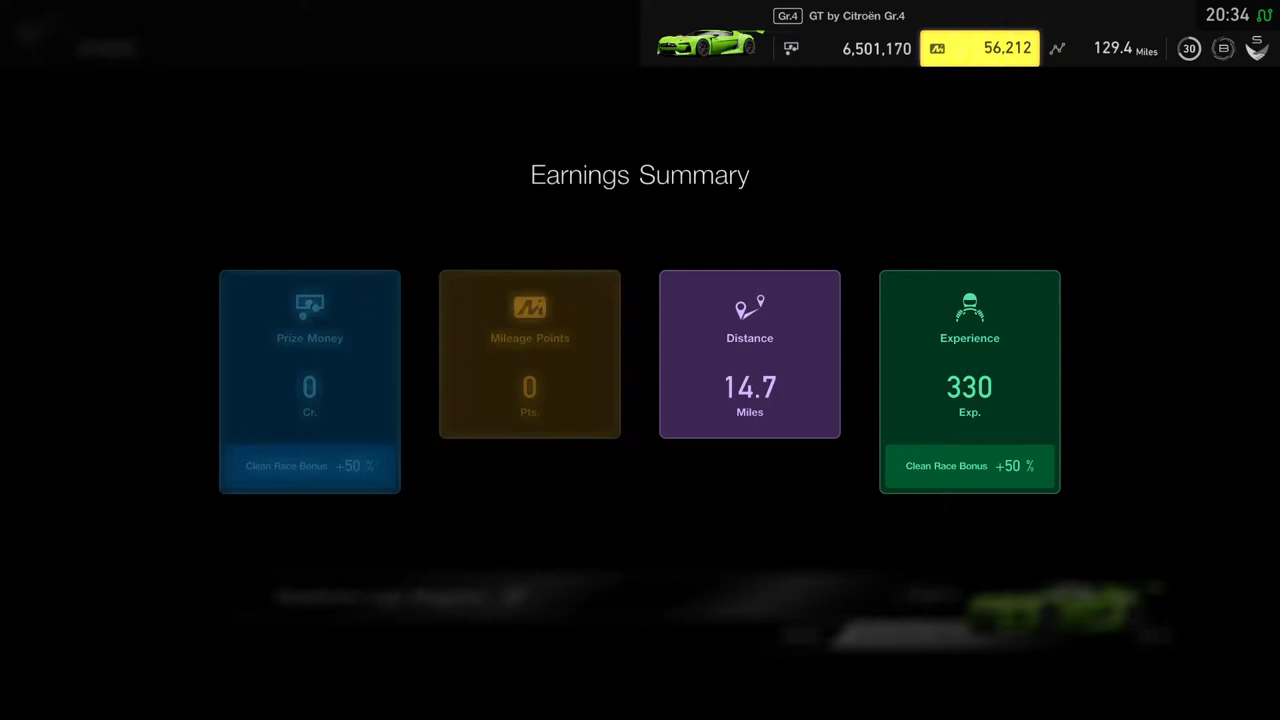 Gr.4 GT by Citroën Gr.4
20:34
6,501,170
56,212
129.4 Miles
30
B
S
Earnings Summary
Prize Money
0
Cr.
Clean Race Bonus +50 %
Mileage Points
0
Pts.
Distance
14.7
Miles
Experience
330
Exp.
Clean Race Bonus +50 %